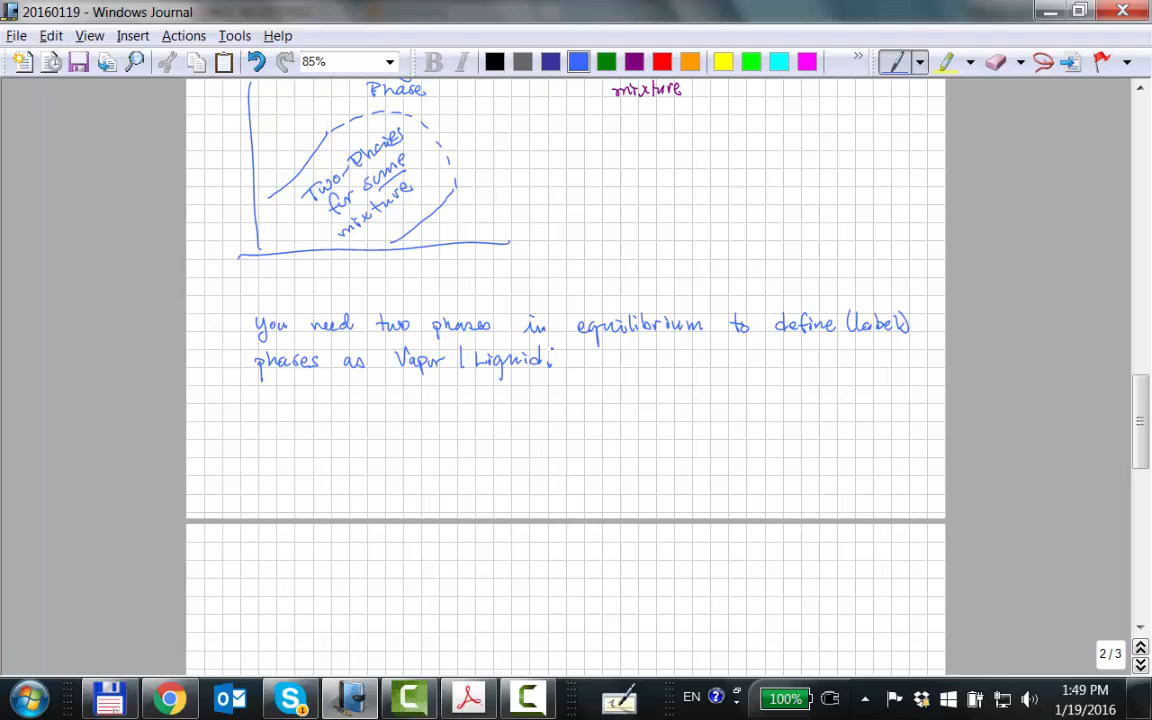 20160119 - Windows Journal
File Edit View Insert Actions Tools Help
85%
Phase
mixture
Two-Phases
for some
mixture
You need two phases in equilibrium to define (label)
phases as Vapor | Liquid.
2 / 3
EN
100%
1:49 PM
1/19/2016